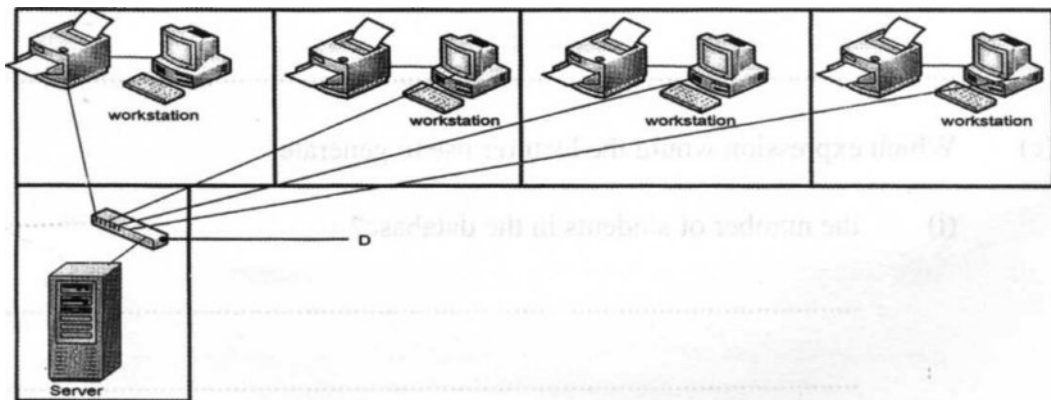 workstation workstation workstation workstation
(c) Which expression would the Lecturer use to generate:
(i) the number of students in the database?
D
Server